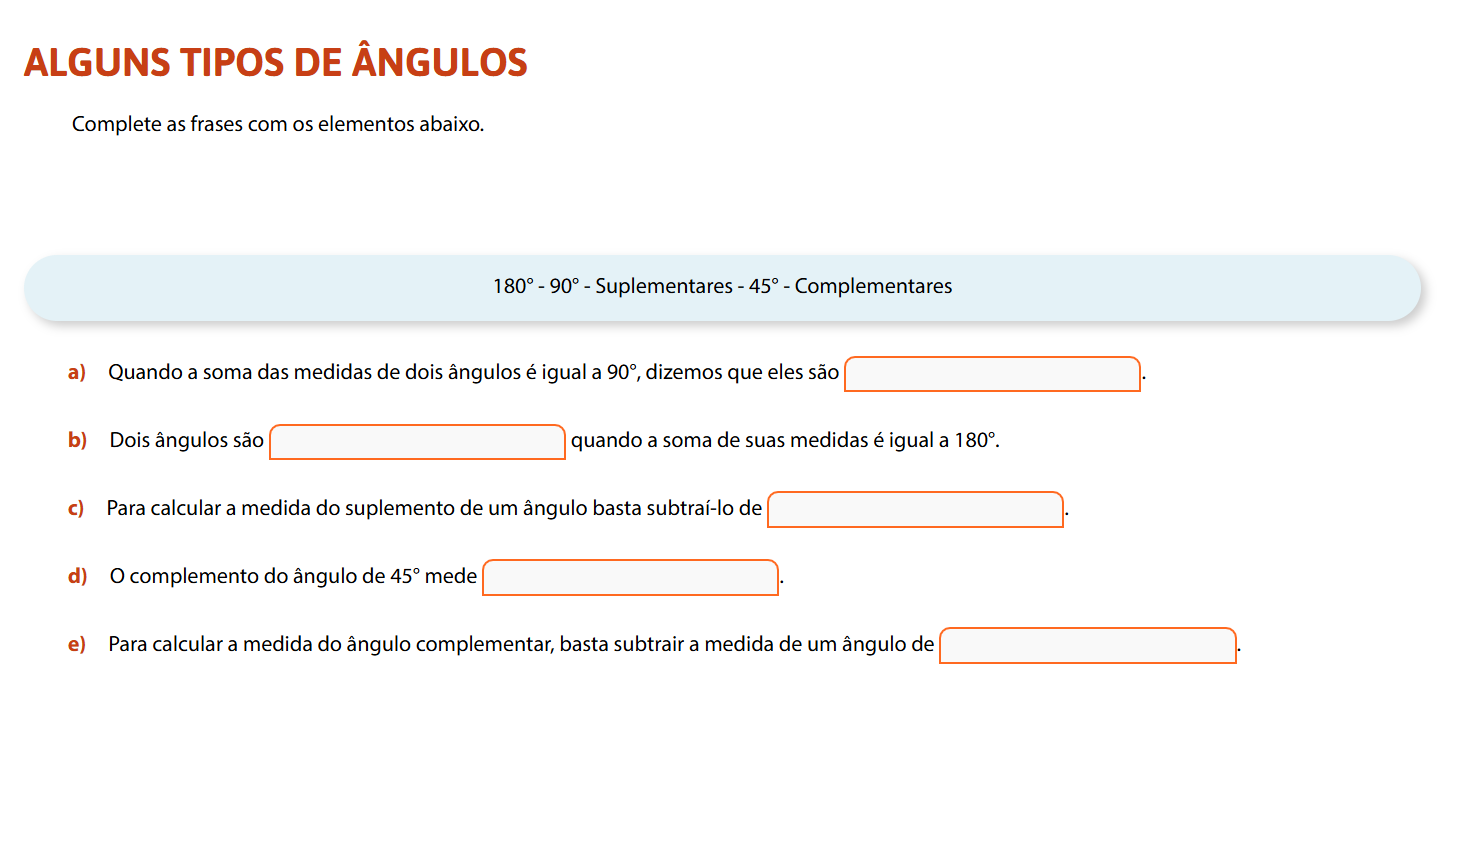 ALGUNS TIPOS DE ÂNGULOS
Complete as frases com os elementos abaixo.
180° - 90° - Suplementares - 45° - Complementares
a) Quando a soma das medidas de dois ângulos é igual a 90°, dizemos que eles são .
b) Dois ângulos são quando a soma de suas medidas é igual a 180°.
c) Para calcular a medida do suplemento de um ângulo basta subtraí-lo de .
d) O complemento do ângulo de 45° mede .
e) Para calcular a medida do ângulo complementar, basta subtrair a medida de um ângulo de .